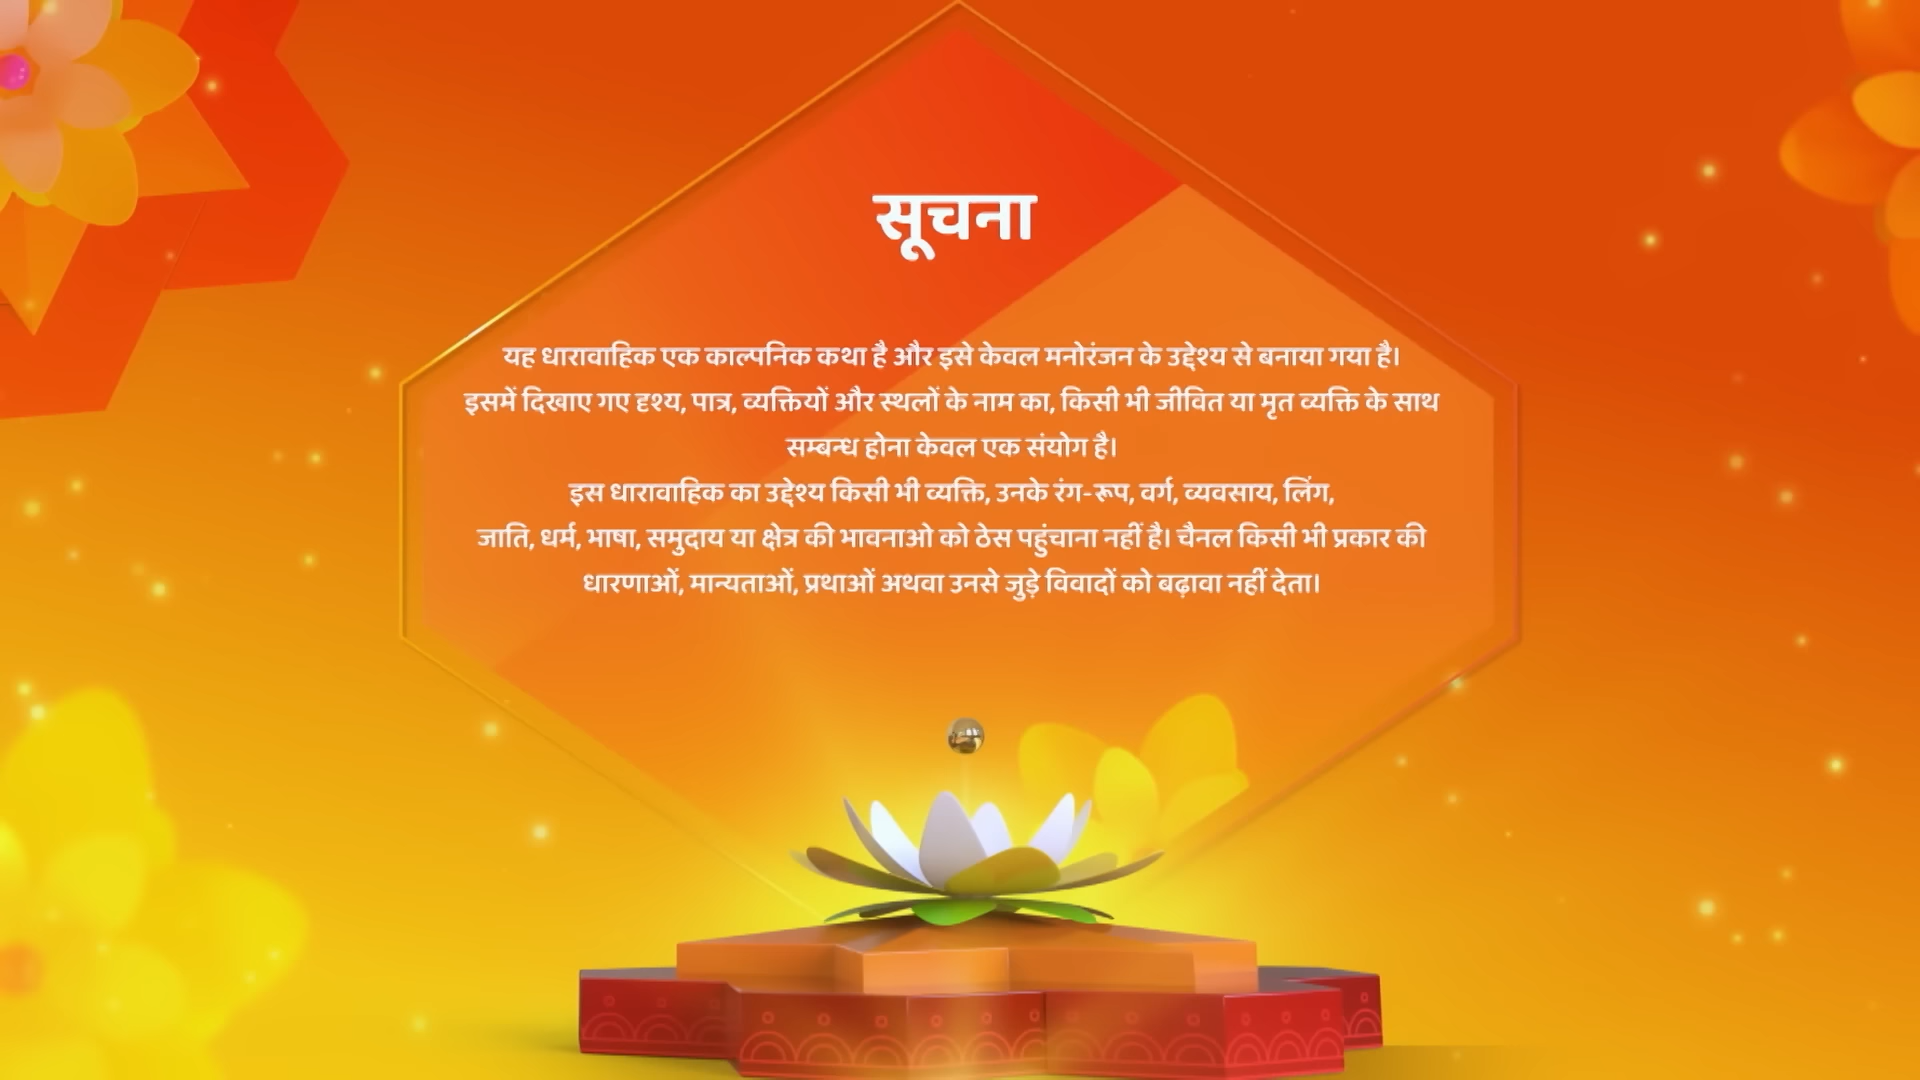 सूचना
यह धारावाहिक एक काल्पनिक कथा है और इसे केवल मनोरंजन के उद्देश्य से बनाया गया है।
इसमें दिखाए गए दृश्य, पात्र, व्यक्तियों और स्थलों के नाम का, किसी भी जीवित या मृत व्यक्ति के साथ
सम्बन्ध होना केवल एक संयोग है।
इस धारावाहिक का उद्देश्य किसी भी व्यक्ति, उनके रंग-रूप, वर्ग, व्यवसाय, लिंग,
जाति, धर्म, भाषा, समुदाय या क्षेत्र की भावनाओ को ठेस पहुंचाना नहीं है। चैनल किसी भी प्रकार की
धारणाओं, मान्यताओं, प्रथाओं अथवा उनसे जुड़े विवादों को बढ़ावा नहीं देता।